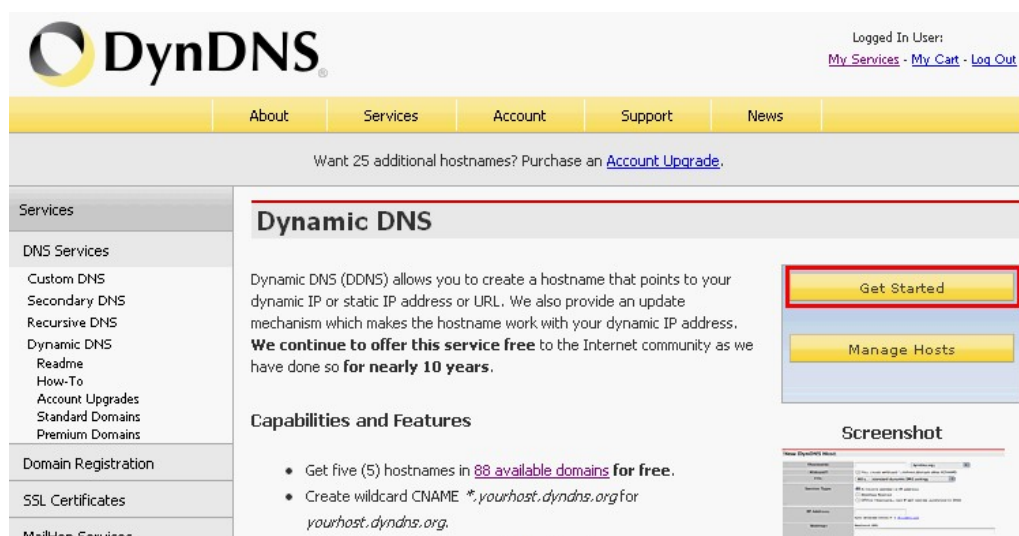 DynDNS®
Logged In User:
My Services - My Cart - Log Out
About Services Account Support News
Want 25 additional hostnames? Purchase an Account Upgrade.
Services
DNS Services
Custom DNS
Secondary DNS
Recursive DNS
Dynamic DNS
Readme
How-To
Account Upgrades
Standard Domains
Premium Domains
Domain Registration
SSL Certificates
MailHop Services
Dynamic DNS
Dynamic DNS (DDNS) allows you to create a hostname that points to your
dynamic IP or static IP address or URL. We also provide an update
mechanism which makes the hostname work with your dynamic IP address.
We continue to offer this service free to the Internet community as we
have done so for nearly 10 years.
Capabilities and Features
Get five (5) hostnames in 88 available domains for free.
Create wildcard CNAME *.yourhost.dyndns.org for
yourhost.dyndns.org.
Get Started
Manage Hosts
Screenshot
New DynDNS Host